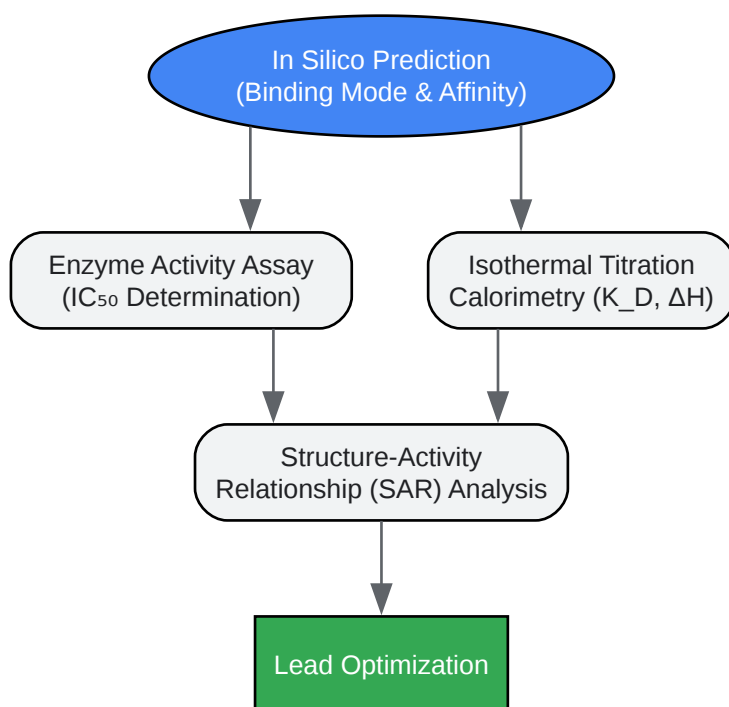 In Silico Prediction
(Binding Mode & Affinity)
Enzyme Activity Assay
(IC₅₀ Determination)
Isothermal Titration
Calorimetry (K_D, ΔH)
Structure-Activity
Relationship (SAR) Analysis
Lead Optimization